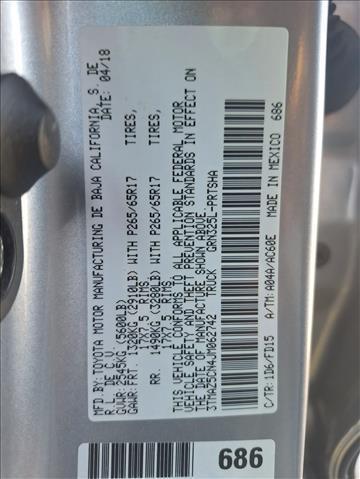 MFD.BY:TOYOTA MOTOR MANUFACTURING DE BAJA CALIFORNIA, S. DE
R.L. DE C.V. DATE: 04/18
GVWR: 2545KG (5600LB)
GAWR: FRT. 1320KG (2910LB) WITH P265/65R17 TIRES,
17X7.5 RIMS
RR. 1490KG (3280LB) WITH P265/65R17 TIRES,
17X7.5 RIMS
THIS VEHICLE CONFORMS TO ALL APPLICABLE FEDERAL MOTOR
VEHICLE SAFETY AND THEFT PREVENTION STANDARDS IN EFFECT ON
THE DATE OF MANUFACTURE SHOWN ABOVE.
3TMAZ5CN4JM062742 TRUCK GRN325L-PRTSHA
C/TR: 1D6/FD15 A/TM: A04A/AC60E MADE IN MEXICO 686
686